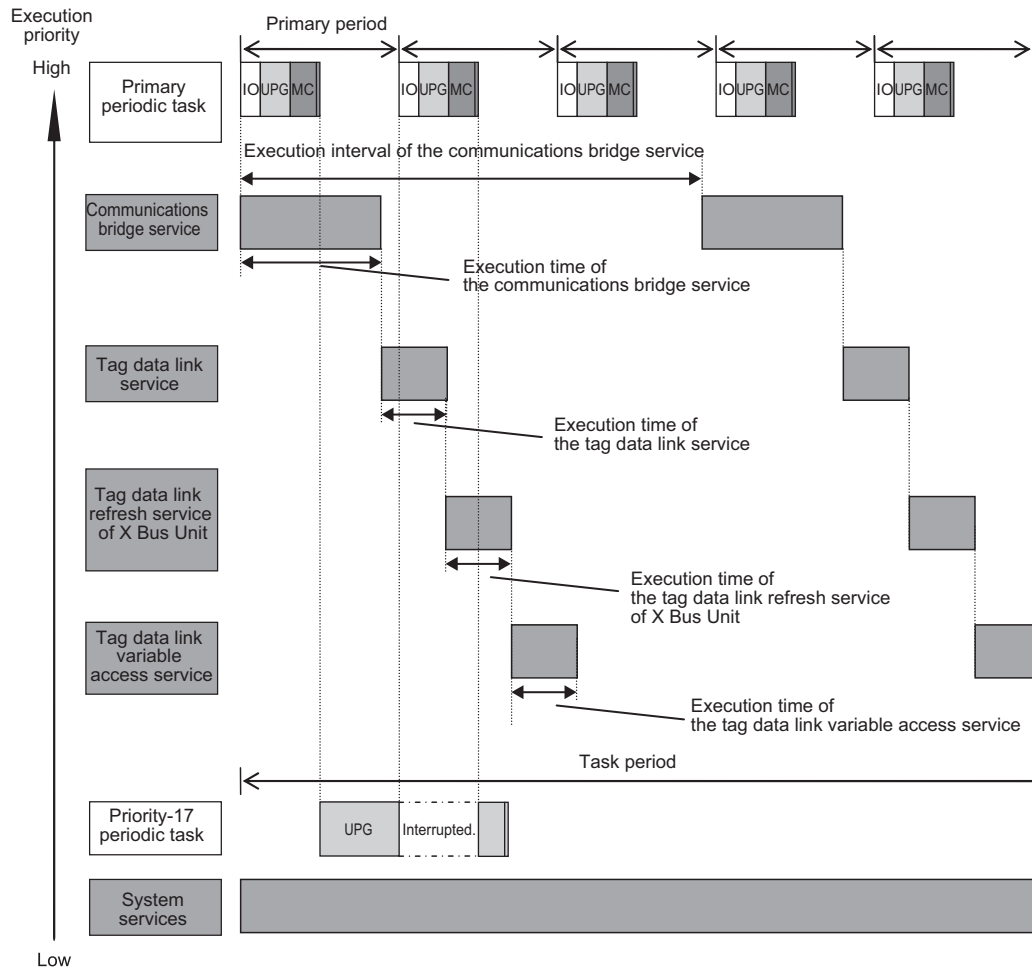 Execution
priority
High
Primary period
Primary
periodic task
IO UPG MC
IO UPG MC
IO UPG MC
IO UPG MC
IO UPG MC
Execution interval of the communications bridge service
Communications
bridge service
Execution time of
the communications bridge service
Tag data link
service
Execution time of
the tag data link service
Tag data link
refresh service
of X Bus Unit
Execution time of
the tag data link refresh service
of X Bus Unit
Tag data link
variable
access service
Execution time of
the tag data link variable access service
Task period
Priority-17
periodic task
UPG
Interrupted.
System
services
Low